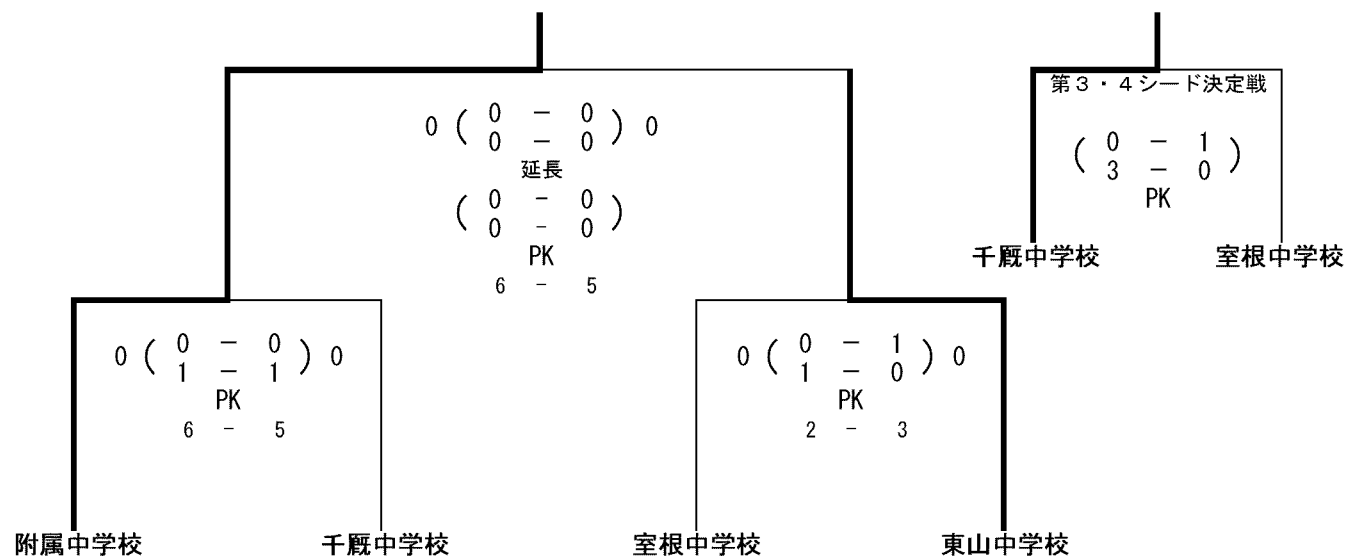 0 ( 0 － 0 ) 0
0 － 0
延長
( 0 - 0 )
0 - 0
PK
6 - 5
第３・４シード決定戦
( 0 - 1 )
3 - 0
PK
千厩中学校 室根中学校
0 ( 0 － 0 ) 0
1 － 1
PK
6 - 5
0 ( 0 － 1 ) 0
1 － 0
PK
2 - 3
附属中学校 千厩中学校 室根中学校 東山中学校